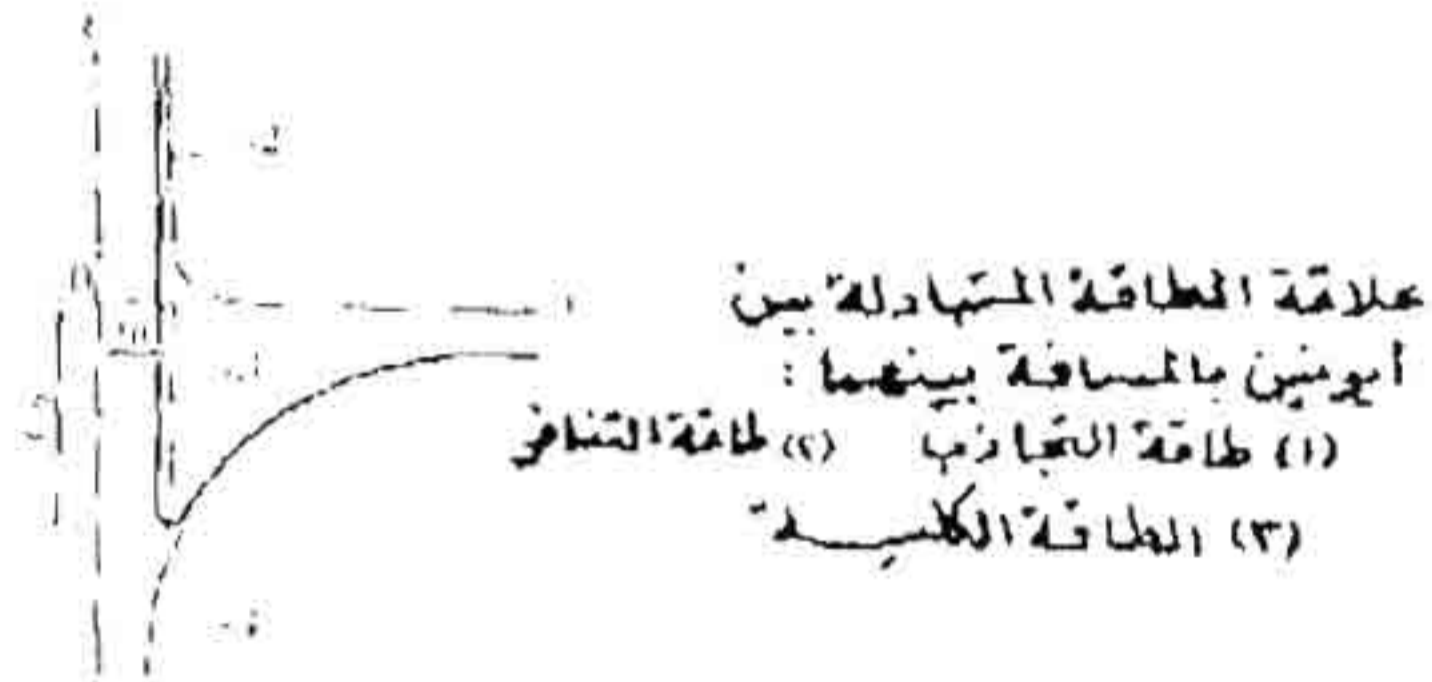 علاقة الطاقة المتبادلة بين
أيونين بالمسافة بينهما :
(١) طاقة التجاذب (٢) طاقة التنافر
(٣) الطاقة الكلية